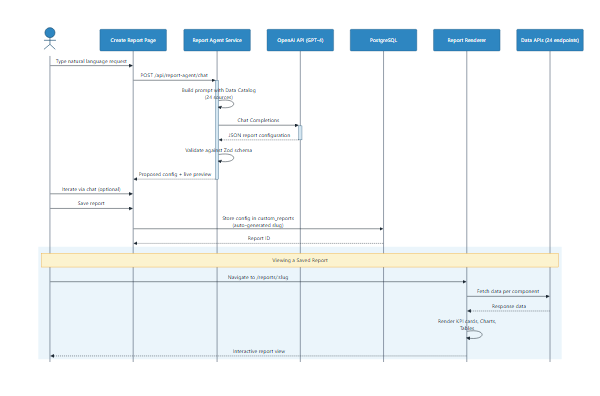 Create Report Page
Report Agent Service
OpenAI API (GPT-4)
PostgreSQL
Report Renderer
Data APIs (24 endpoints)
Type natural language request
POST /api/report-agent/chat
Build prompt with Data Catalog
(24 sources)
Chat Completions
JSON report configuration
Validate against Zod schema
Proposed config + live preview
Iterate via chat (optional)
Save report
Store config in custom_reports
(auto-generated slug)
Report ID
Viewing a Saved Report
Navigate to /reports/slug
Fetch data per component
Response data
Render KPI cards, Charts,
Tables
Interactive report view